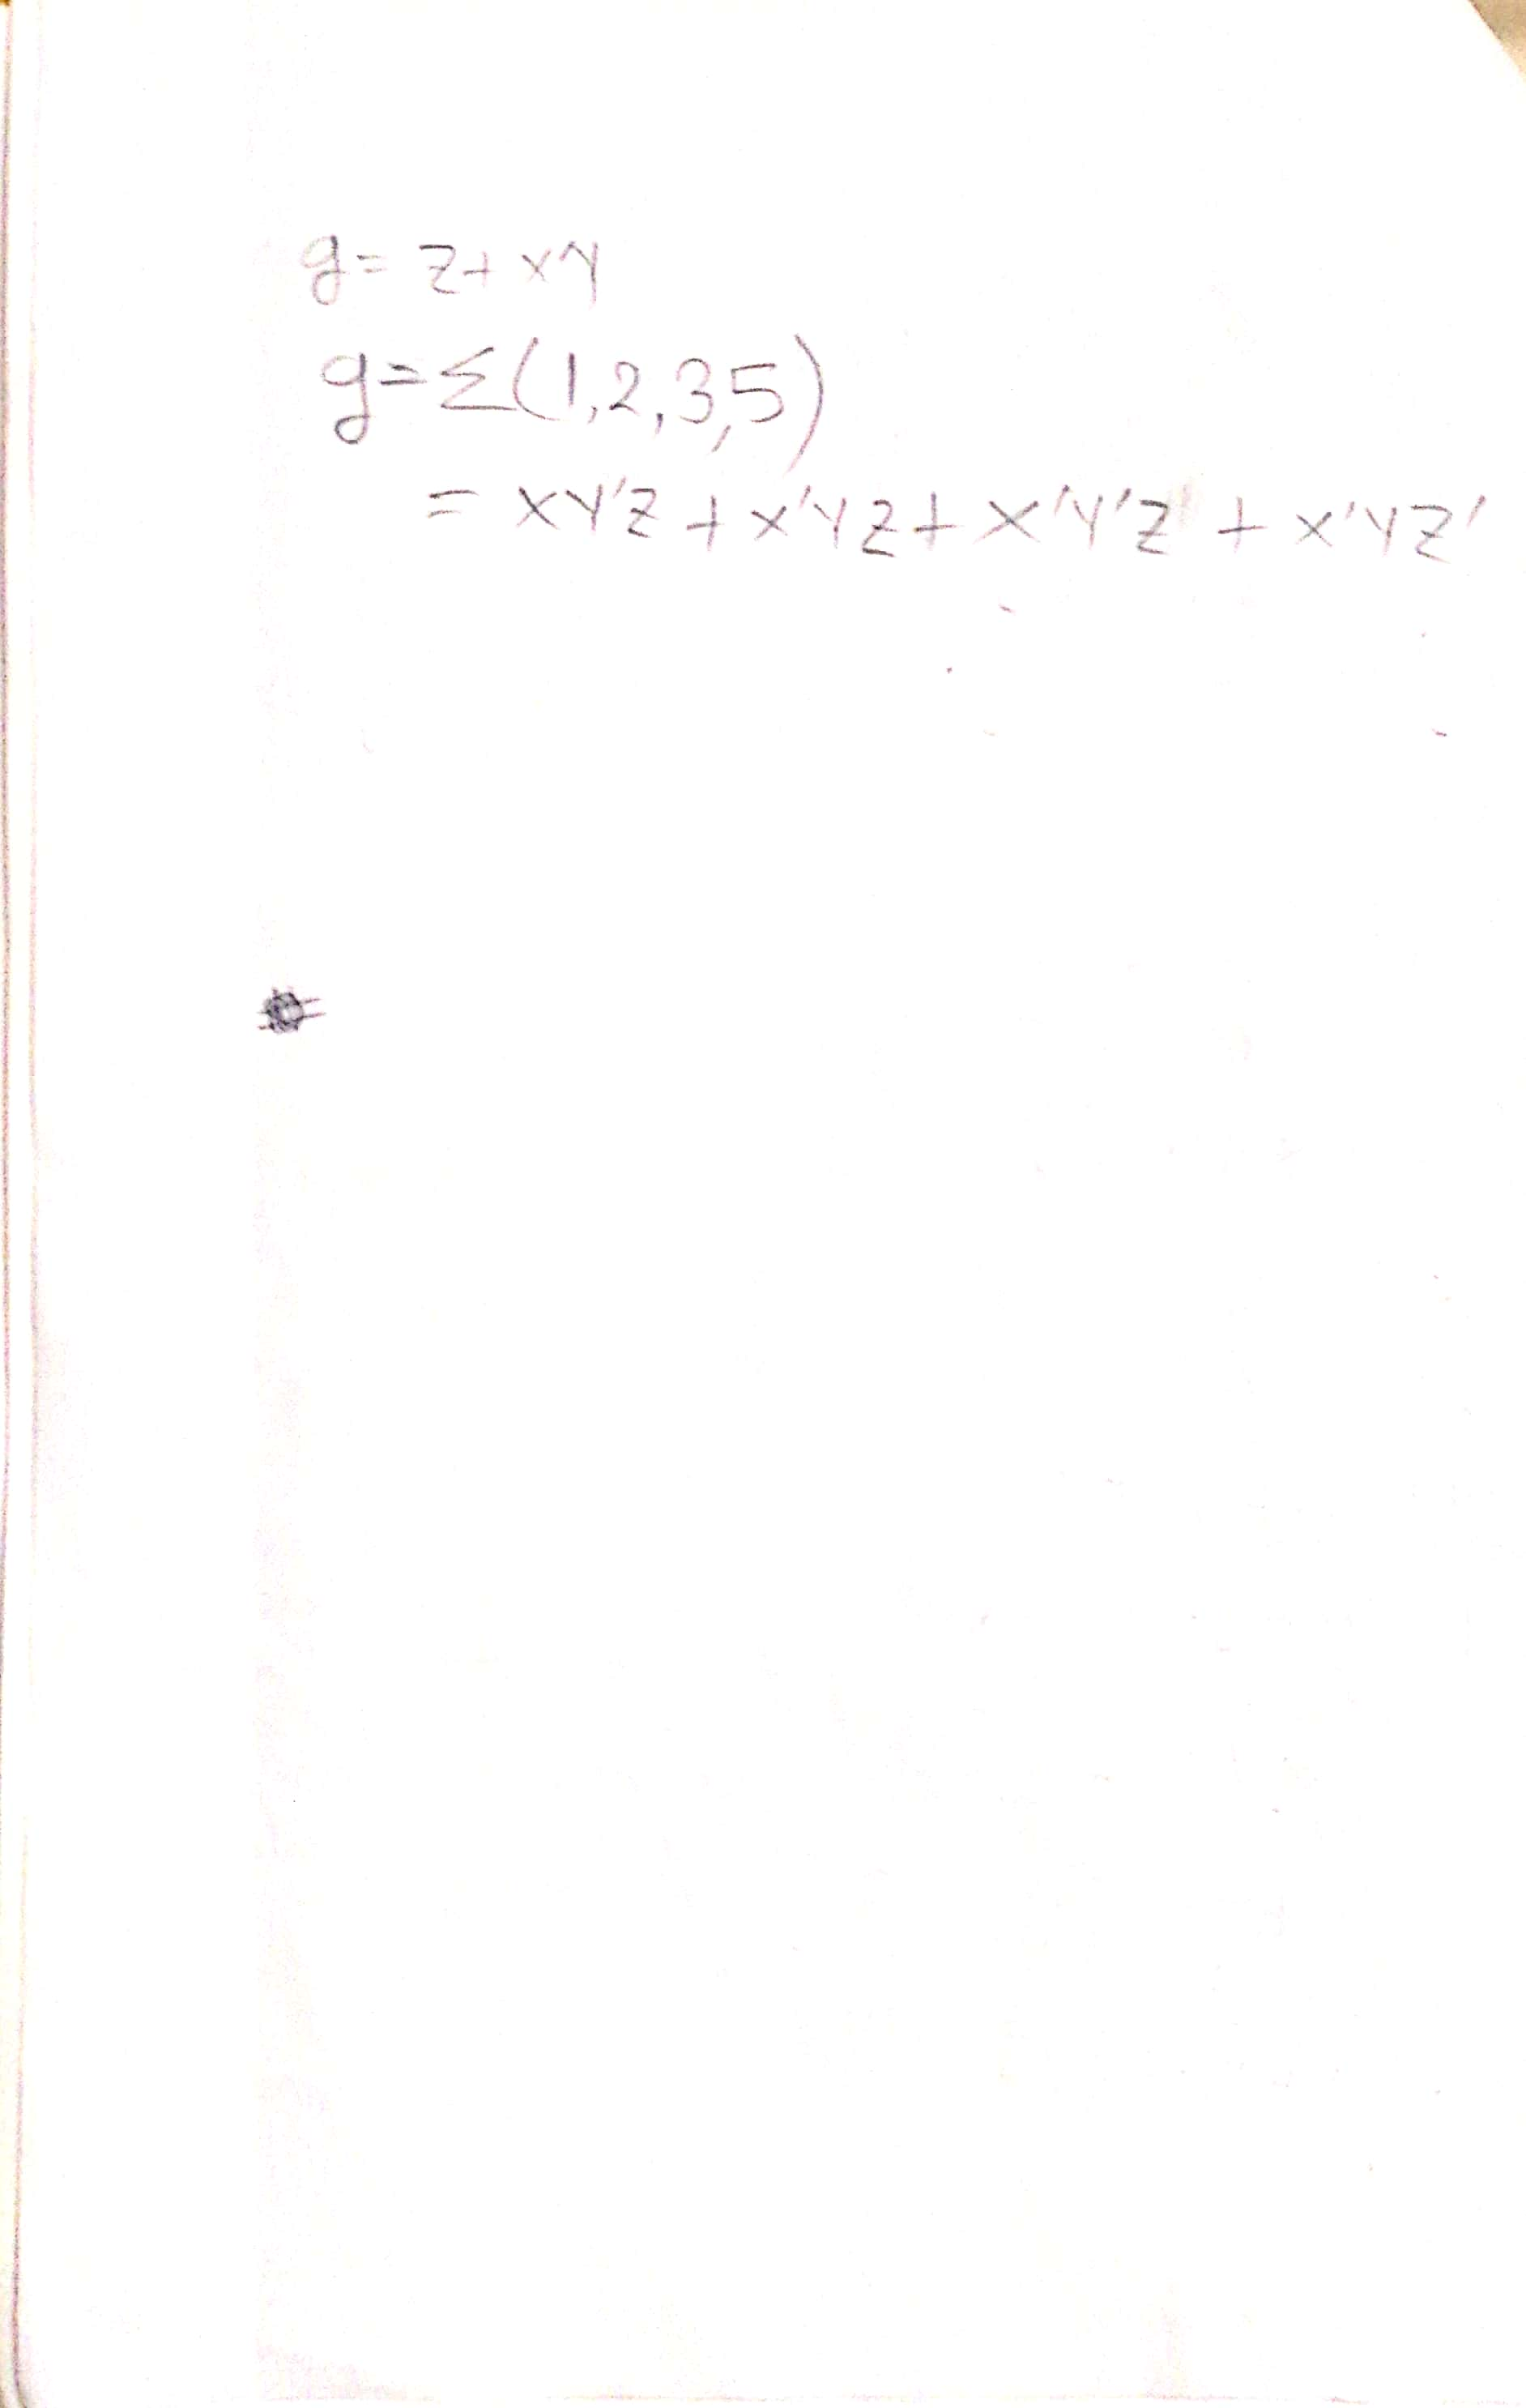 g= z+ xy
g=Σ(1,2,3,5)
= xy'z + x'yz + x'y'z + x'yz'